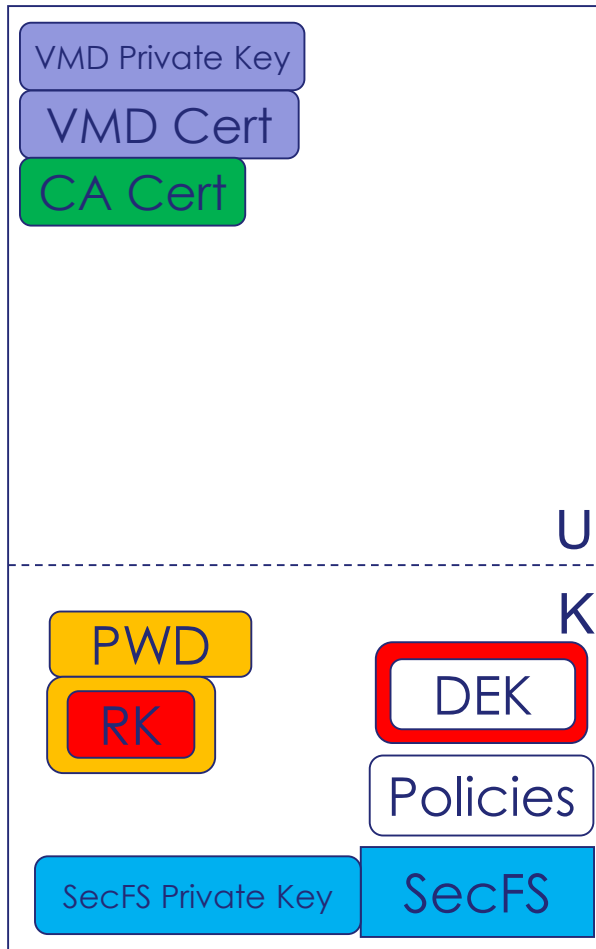 VMD Private Key
VMD Cert
CA Cert
U
K
PWD
RK
DEK
Policies
SecFS Private Key
SecFS